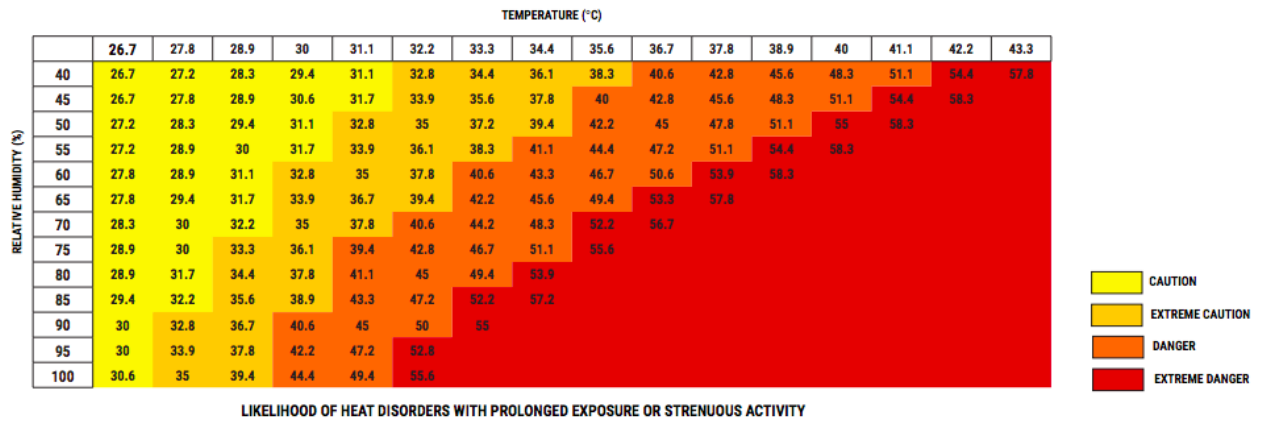 TEMPERATURE (°C)
26.7 27.8 28.9 30 31.1 32.2 33.3 34.4 35.6 36.7 37.8 38.9 40 41.1 42.2 43.3
RELATIVE HUMIDITY (%)
40 26.7 27.2 28.3 29.4 31.1 32.8 34.4 36.1 38.3 40.6 42.8 45.6 48.3 51.1 54.4 57.8
45 26.7 27.8 28.9 30.6 31.7 33.9 35.6 37.8 40 42.8 45.6 48.3 51.1 54.4 58.3
50 27.2 28.3 29.4 31.1 32.8 35 37.2 39.4 42.2 45 47.8 51.1 55 58.3
55 27.2 28.9 30 31.7 33.9 36.1 38.3 41.1 44.4 47.2 51.1 54.4 58.3
60 27.8 28.9 31.1 32.8 35 37.8 40.6 43.3 46.7 50.6 53.9 58.3
65 27.8 29.4 31.7 33.9 36.7 39.4 42.2 45.6 49.4 53.3 57.8
70 28.3 30 32.2 35 37.8 40.6 44.2 48.3 52.2 56.7
75 28.9 30 33.3 36.1 39.4 42.8 46.7 51.1 55.6
80 28.9 31.7 34.4 37.8 41.1 45 49.4 53.9
85 29.4 32.2 35.6 38.9 43.3 47.2 52.2 57.2
90 30 32.8 36.7 40.6 45 50 55
95 30 33.9 37.8 42.2 47.2 52.8
100 30.6 35 39.4 44.4 49.4 55.6
CAUTION
EXTREME CAUTION
DANGER
EXTREME DANGER
LIKELIHOOD OF HEAT DISORDERS WITH PROLONGED EXPOSURE OR STRENUOUS ACTIVITY